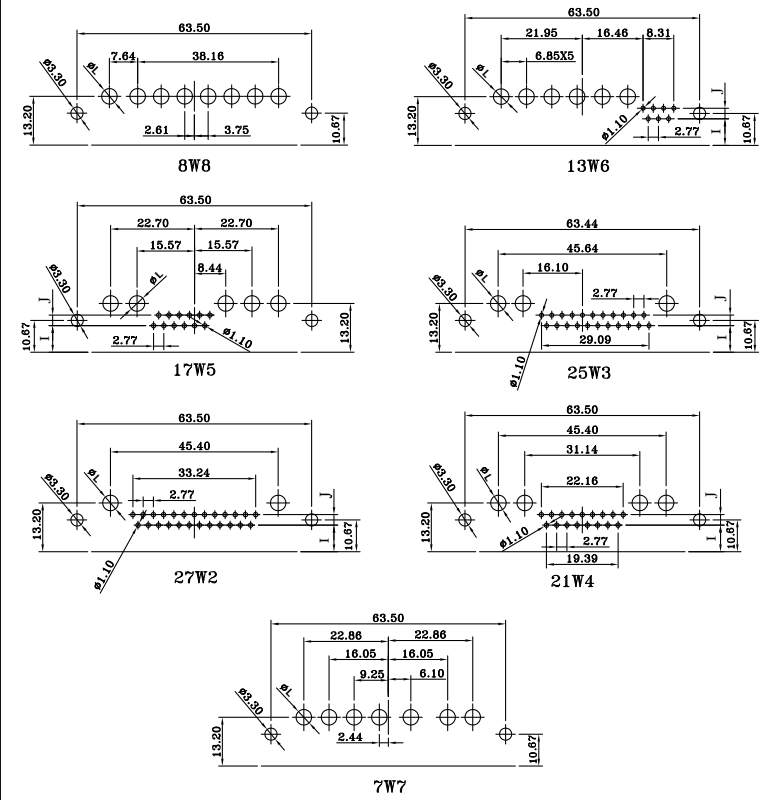 63.50
7.64
38.16
ø3.30
øL
13.20
2.61
3.75
10.67
8W8
63.50
21.95
16.46
8.31
6.85X5
ø3.30
øL
13.20
ø1.10
2.77
J
I
10.67
13W6
63.50
22.70
22.70
15.57
15.57
8.44
ø3.30
øL
J
I
10.67
2.77
ø1.10
13.20
17W5
63.44
45.64
16.10
2.77
ø3.30
øL
13.20
J
I
10.67
29.09
ø1.10
25W3
63.50
45.40
33.24
2.77
ø3.30
øL
13.20
J
I
10.67
ø1.10
27W2
63.50
45.40
31.14
22.16
ø3.30
øL
13.20
J
I
10.67
ø1.10
2.77
19.39
21W4
63.50
22.86
22.86
16.05
16.05
9.25
6.10
ø3.30
øL
13.20
2.44
10.67
7W7